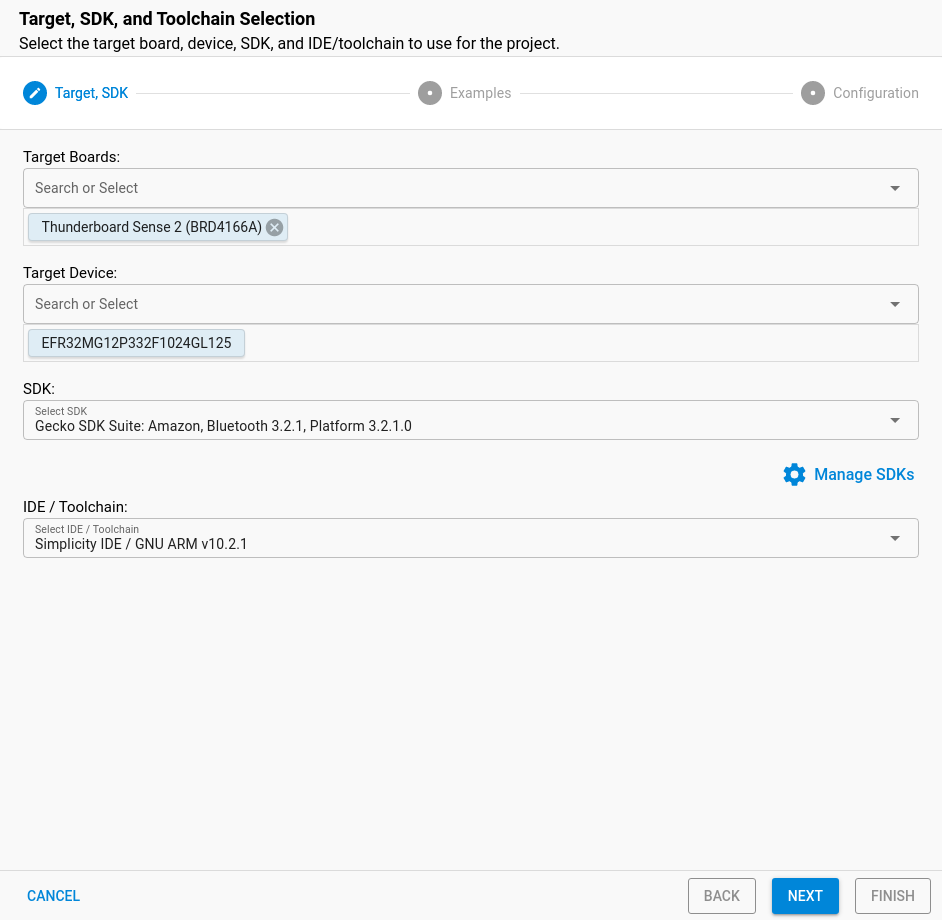 Target, SDK, and Toolchain Selection
Select the target board, device, SDK, and IDE/toolchain to use for the project.
Target, SDK
Examples
Configuration
Target Boards:
Search or Select
Thunderboard Sense 2 (BRD4166A)
Target Device:
Search or Select
EFR32MG12P332F1024GL125
SDK:
Select SDK
Gecko SDK Suite: Amazon, Bluetooth 3.2.1, Platform 3.2.1.0
Manage SDKs
IDE / Toolchain:
Select IDE / Toolchain
Simplicity IDE / GNU ARM v10.2.1
CANCEL
BACK
NEXT
FINISH